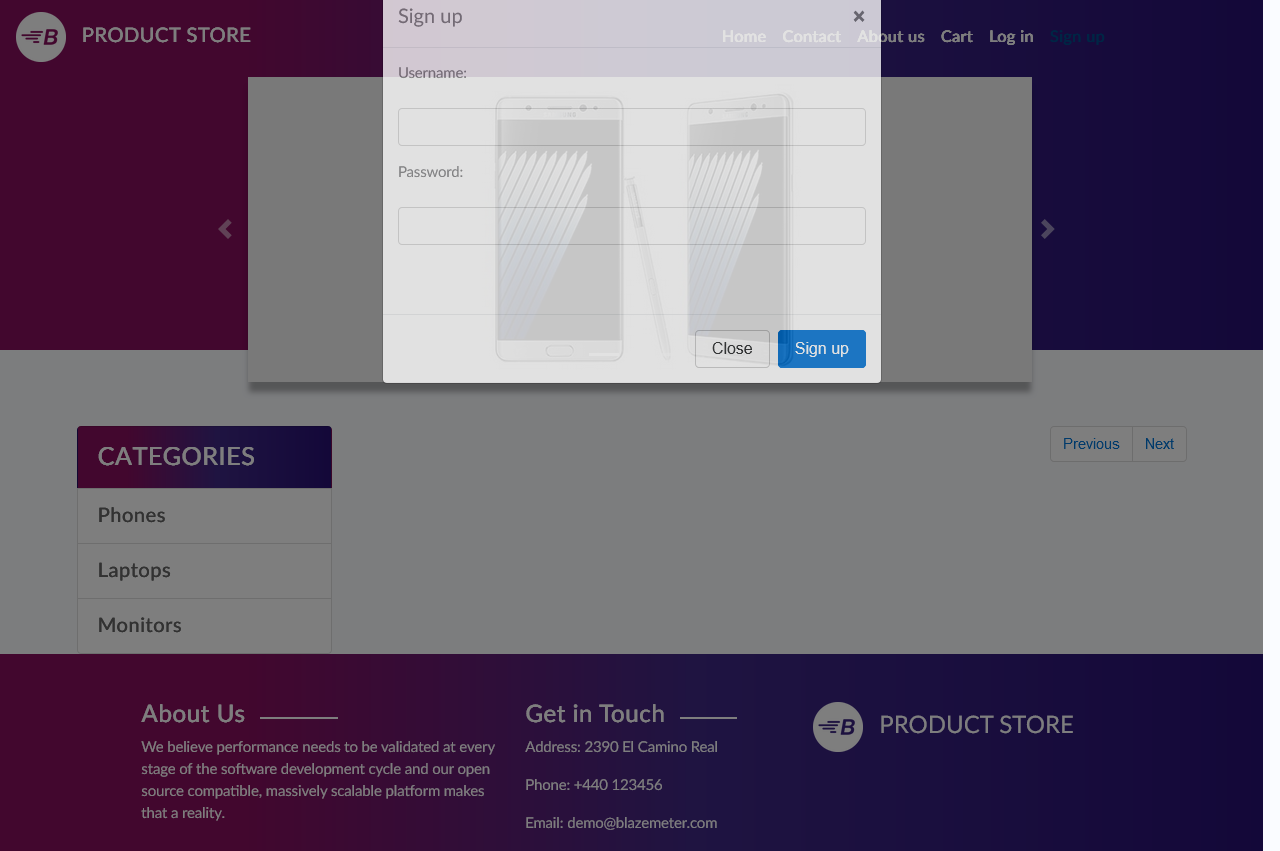 PRODUCT STORE
Home Contact About us Cart Log in Sign up
Sign up ×
Username:
Password:
Close Sign up
CATEGORIES
Phones
Laptops
Monitors
Previous Next
About Us
We believe performance needs to be validated at every
stage of the software development cycle and our open
source compatible, massively scalable platform makes
that a reality.
Get in Touch
Address: 2390 El Camino Real
Phone: +440 123456
Email: demo@blazemeter.com
B PRODUCT STORE